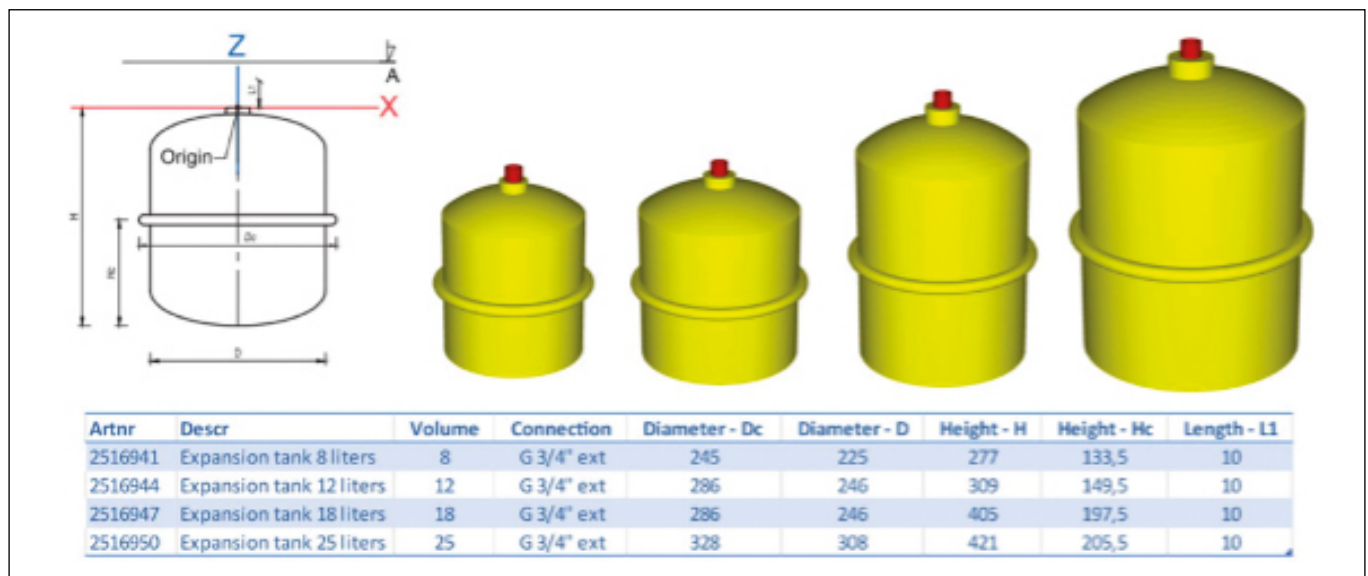 Z
A
L1
X
Origin
H
Dc
Hc
D
Artnr Descr Volume Connection Diameter - Dc Diameter - D Height - H Height - Hc Length - L1
2516941 Expansion tank 8 liters 8 G 3/4" ext 245 225 277 133,5 10
2516944 Expansion tank 12 liters 12 G 3/4" ext 286 246 309 149,5 10
2516947 Expansion tank 18 liters 18 G 3/4" ext 286 246 405 197,5 10
2516950 Expansion tank 25 liters 25 G 3/4" ext 328 308 421 205,5 10